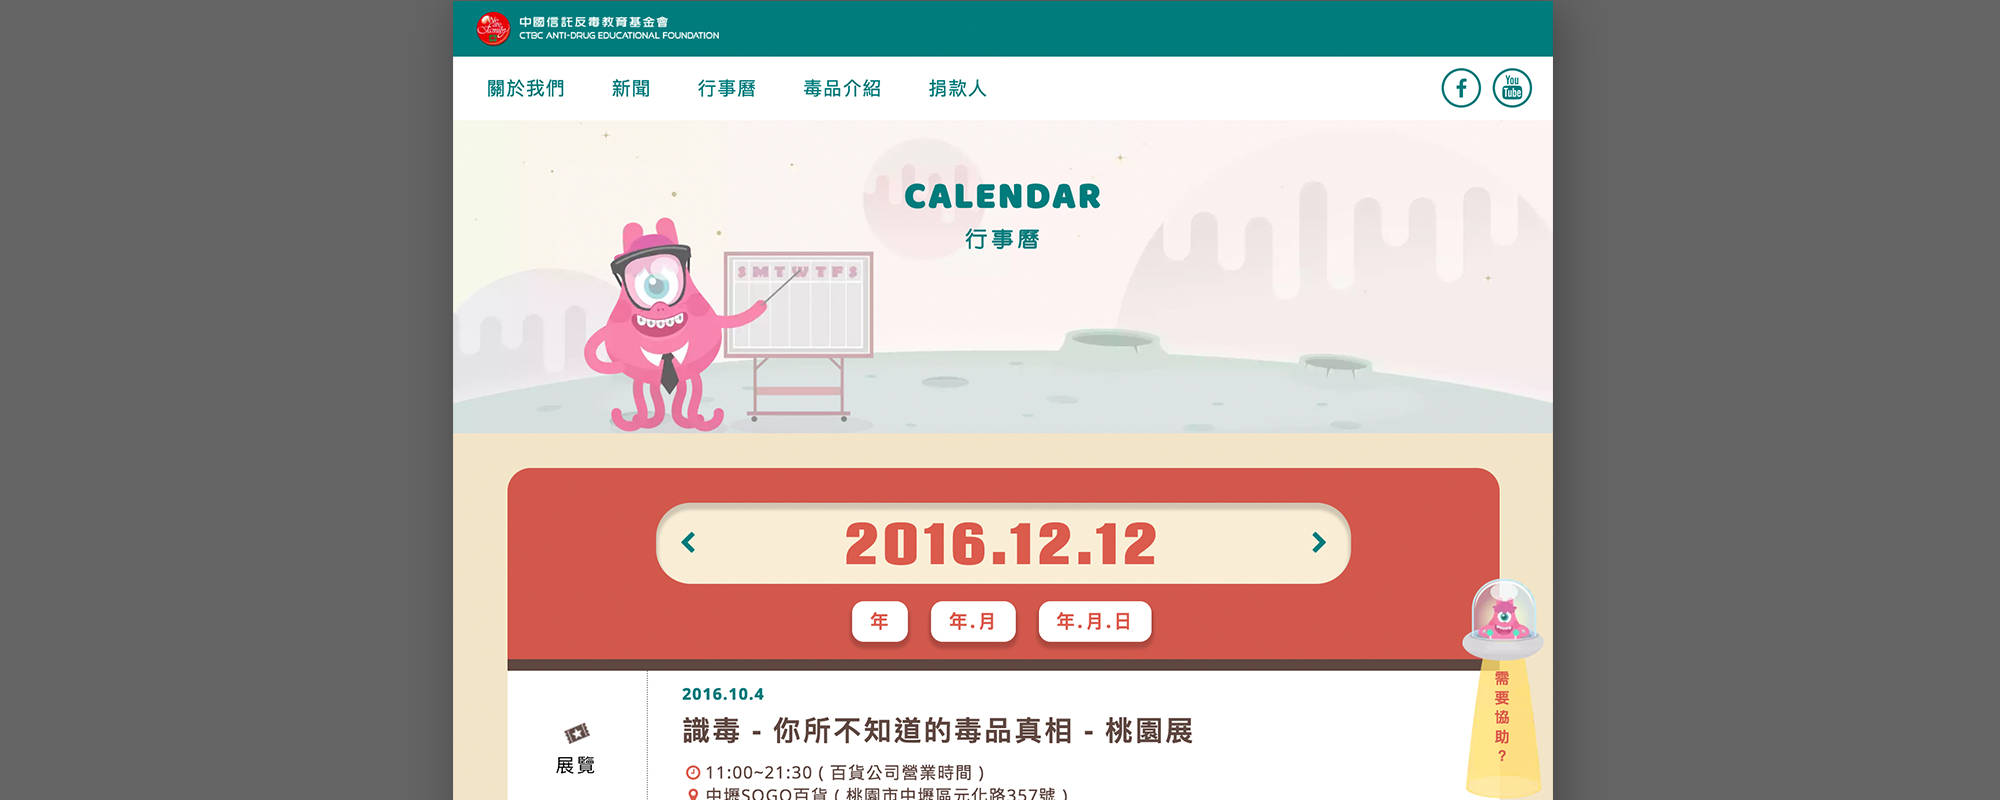 中國信託反毒教育基金會
CTBC ANTI-DRUG EDUCATIONAL FOUNDATION
關於我們 新聞 行事曆 毒品介紹 捐款人
You Tube
CALENDAR
行事曆
S M T W T F S
2016.12.12
年 年.月 年.月.日
需要協助?
2016.10.4
識毒 - 你所不知道的毒品真相 - 桃園展
展覽
11:00~21:30 ( 百貨公司營業時間 )
中壢SOGO百貨 ( 桃園市中壢區元化路357號 )